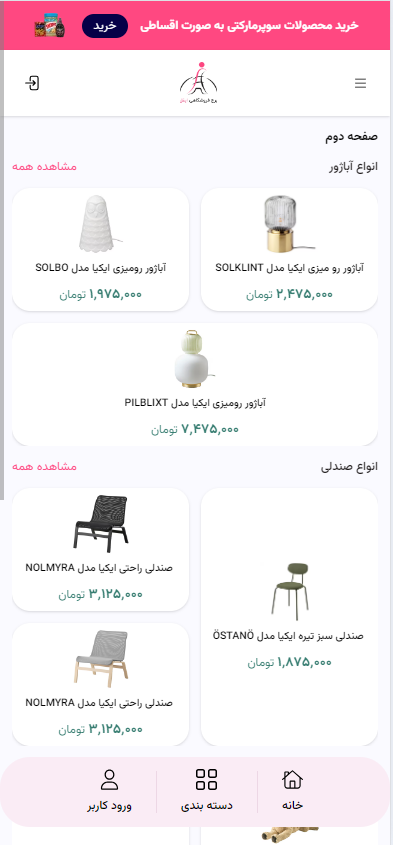 خرید محصولات سوپرمارکتی به صورت اقساطی
خرید
برج فروشگاهی
صفحه دوم
انواع آباژور
مشاهده همه
آباژور رو میزی ایکیا مدل SOLKLINT
۲,۴۷۵,۰۰۰ تومان
آباژور رومیزی ایکیا مدل SOLBO
۱,۹۷۵,۰۰۰ تومان
آباژور رومیزی ایکیا مدل PILBLIXT
۷,۴۷۵,۰۰۰ تومان
انواع صندلی
مشاهده همه
صندلی سبز تیره ایکیا مدل ÖSTANÖ
۱,۸۷۵,۰۰۰ تومان
صندلی راحتی ایکیا مدل NOLMYRA
۳,۱۲۵,۰۰۰ تومان
صندلی راحتی ایکیا مدل NOLMYRA
۳,۱۲۵,۰۰۰ تومان
خانه
دسته بندی
ورود کاربر